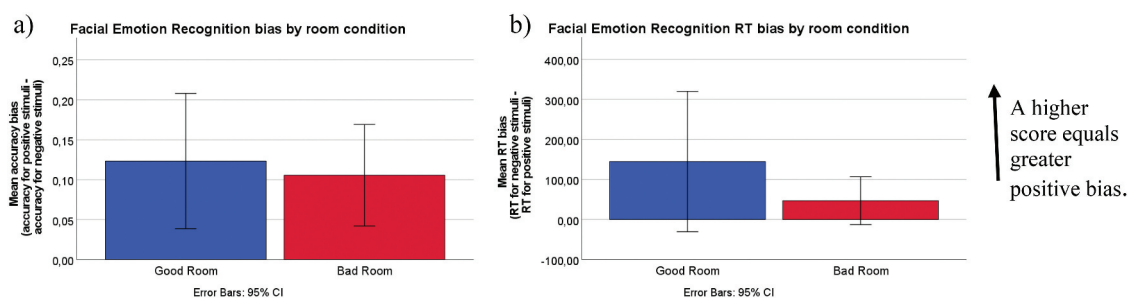 a)
Facial Emotion Recognition bias by room condition
Mean accuracy bias
(accuracy for positive stimuli -
accuracy for negative stimuli)
0,25
0,20
0,15
0,10
0,05
0,00
Good Room
Bad Room
Error Bars: 95% CI
b)
Facial Emotion Recognition RT bias by room condition
Mean RT bias
(RT for negative stimuli -
RT for positive stimuli)
400,00
300,00
200,00
100,00
0,00
-100,00
Good Room
Bad Room
Error Bars: 95% CI
A higher
score equals
greater
positive bias.